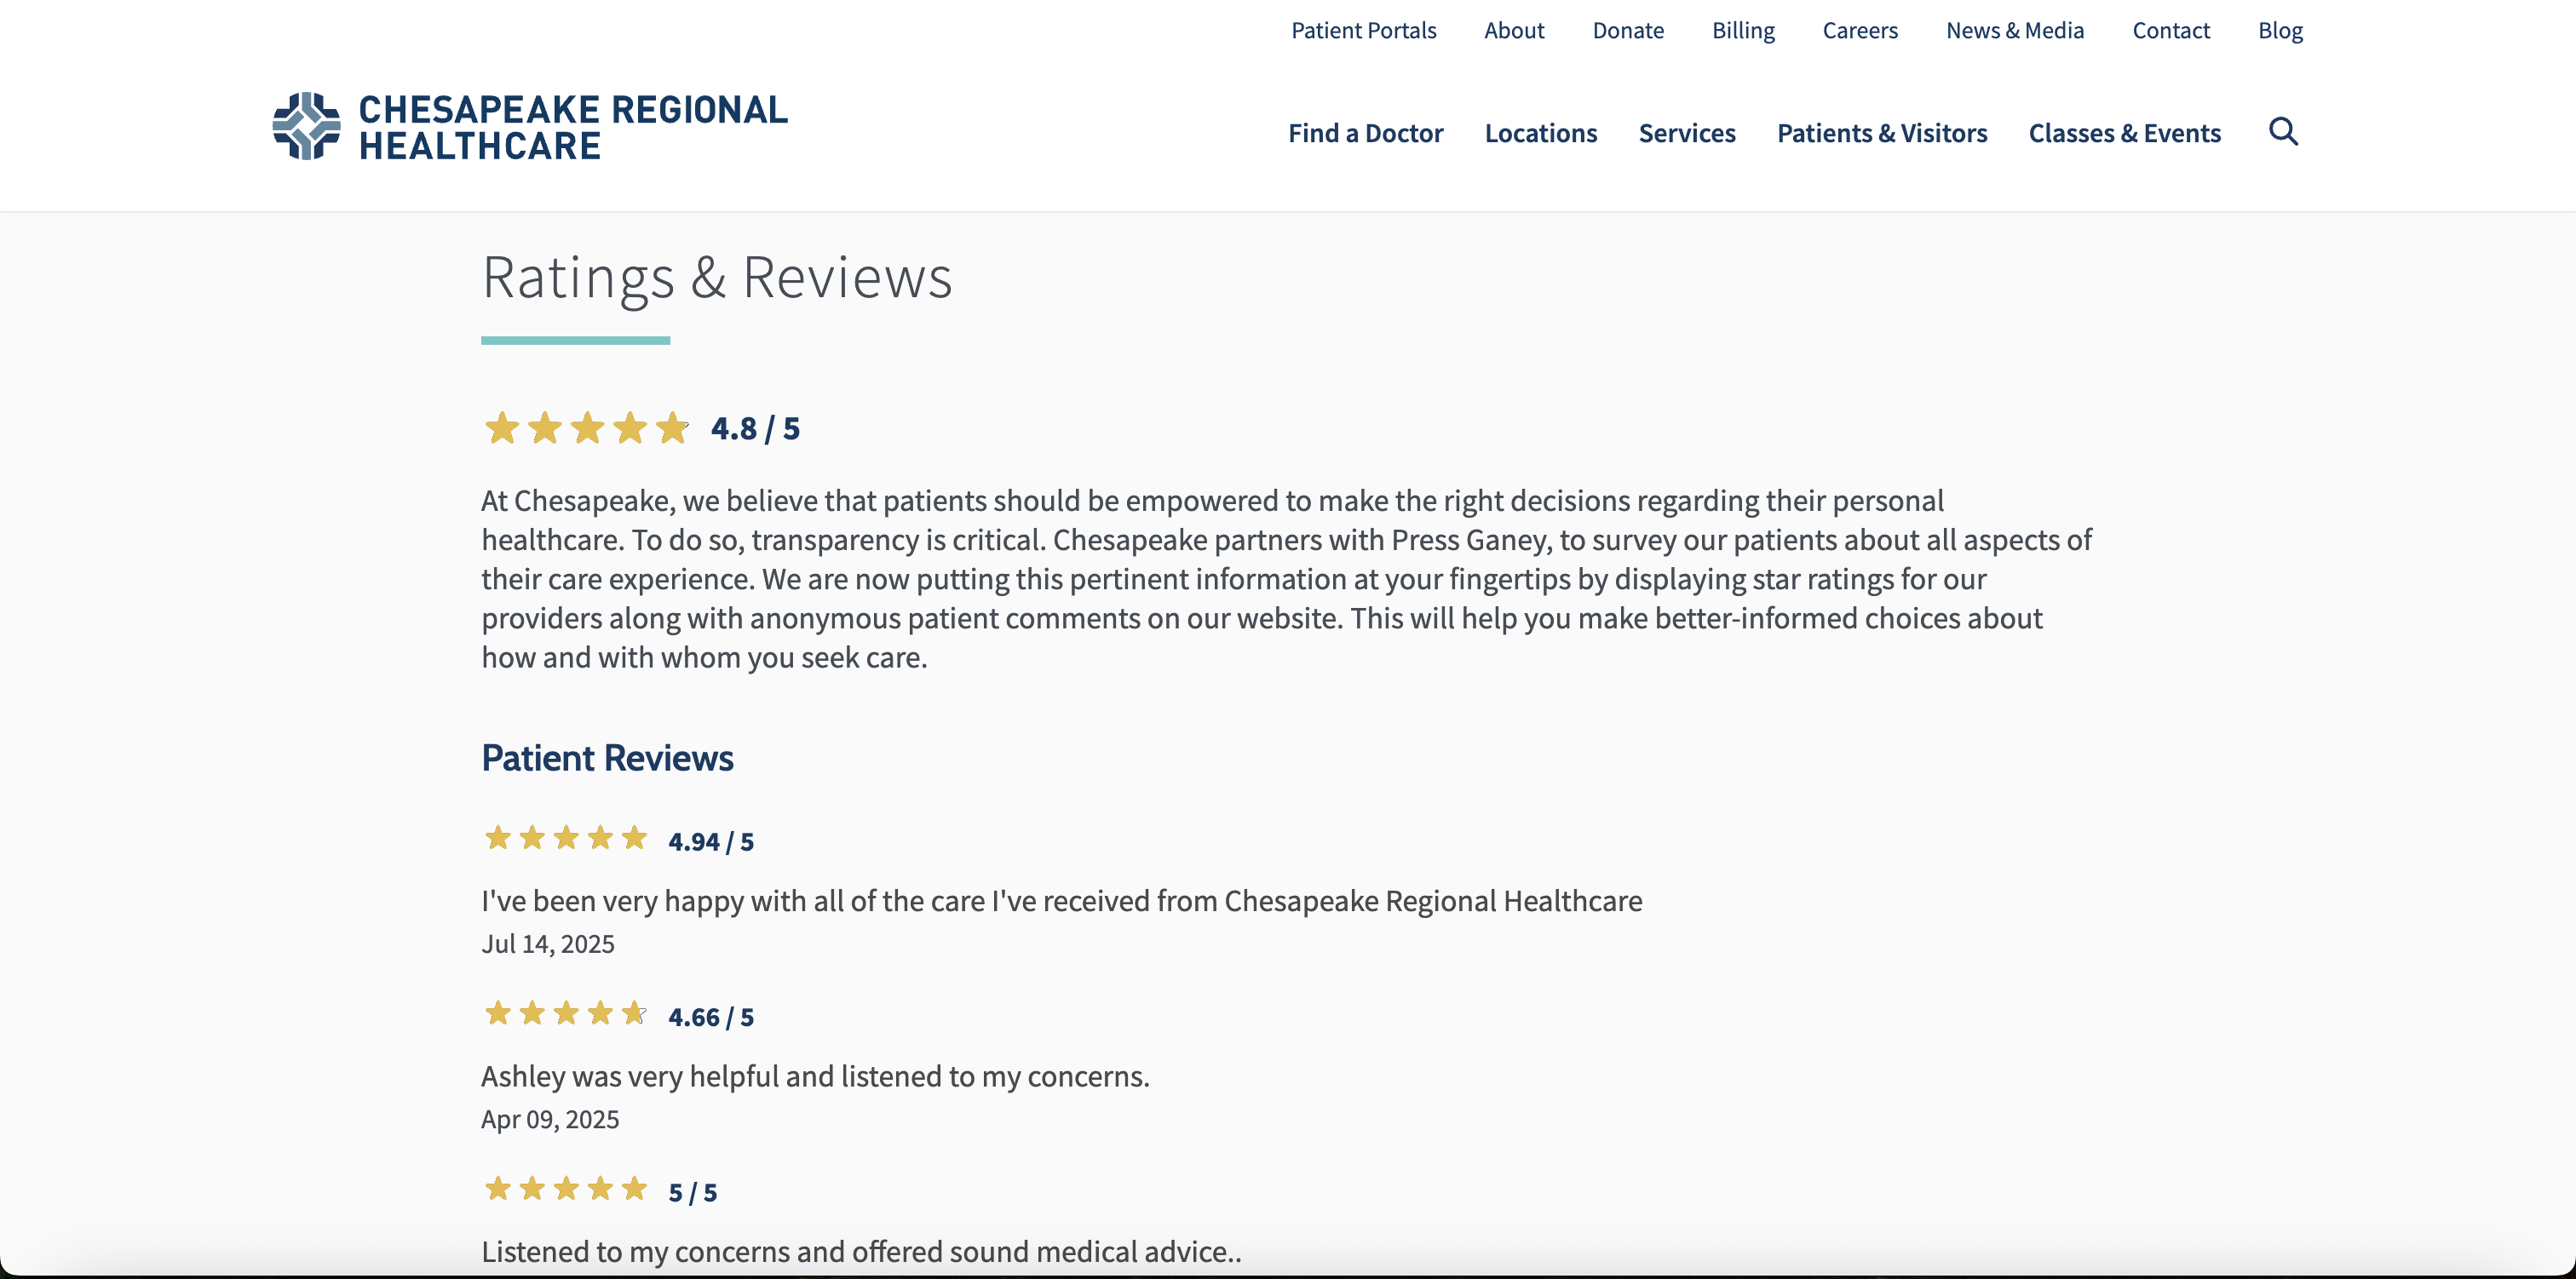 Patient Portals About Donate Billing Careers News & Media Contact Blog
CHESAPEAKE REGIONAL
HEALTHCARE
Find a Doctor Locations Services Patients & Visitors Classes & Events
Ratings & Reviews
4.8 / 5
At Chesapeake, we believe that patients should be empowered to make the right decisions regarding their personal
healthcare. To do so, transparency is critical. Chesapeake partners with Press Ganey, to survey our patients about all aspects of
their care experience. We are now putting this pertinent information at your fingertips by displaying star ratings for our
providers along with anonymous patient comments on our website. This will help you make better-informed choices about
how and with whom you seek care.
Patient Reviews
4.94 / 5
I've been very happy with all of the care I've received from Chesapeake Regional Healthcare
Jul 14, 2025
4.66 / 5
Ashley was very helpful and listened to my concerns.
Apr 09, 2025
5 / 5
Listened to my concerns and offered sound medical advice..